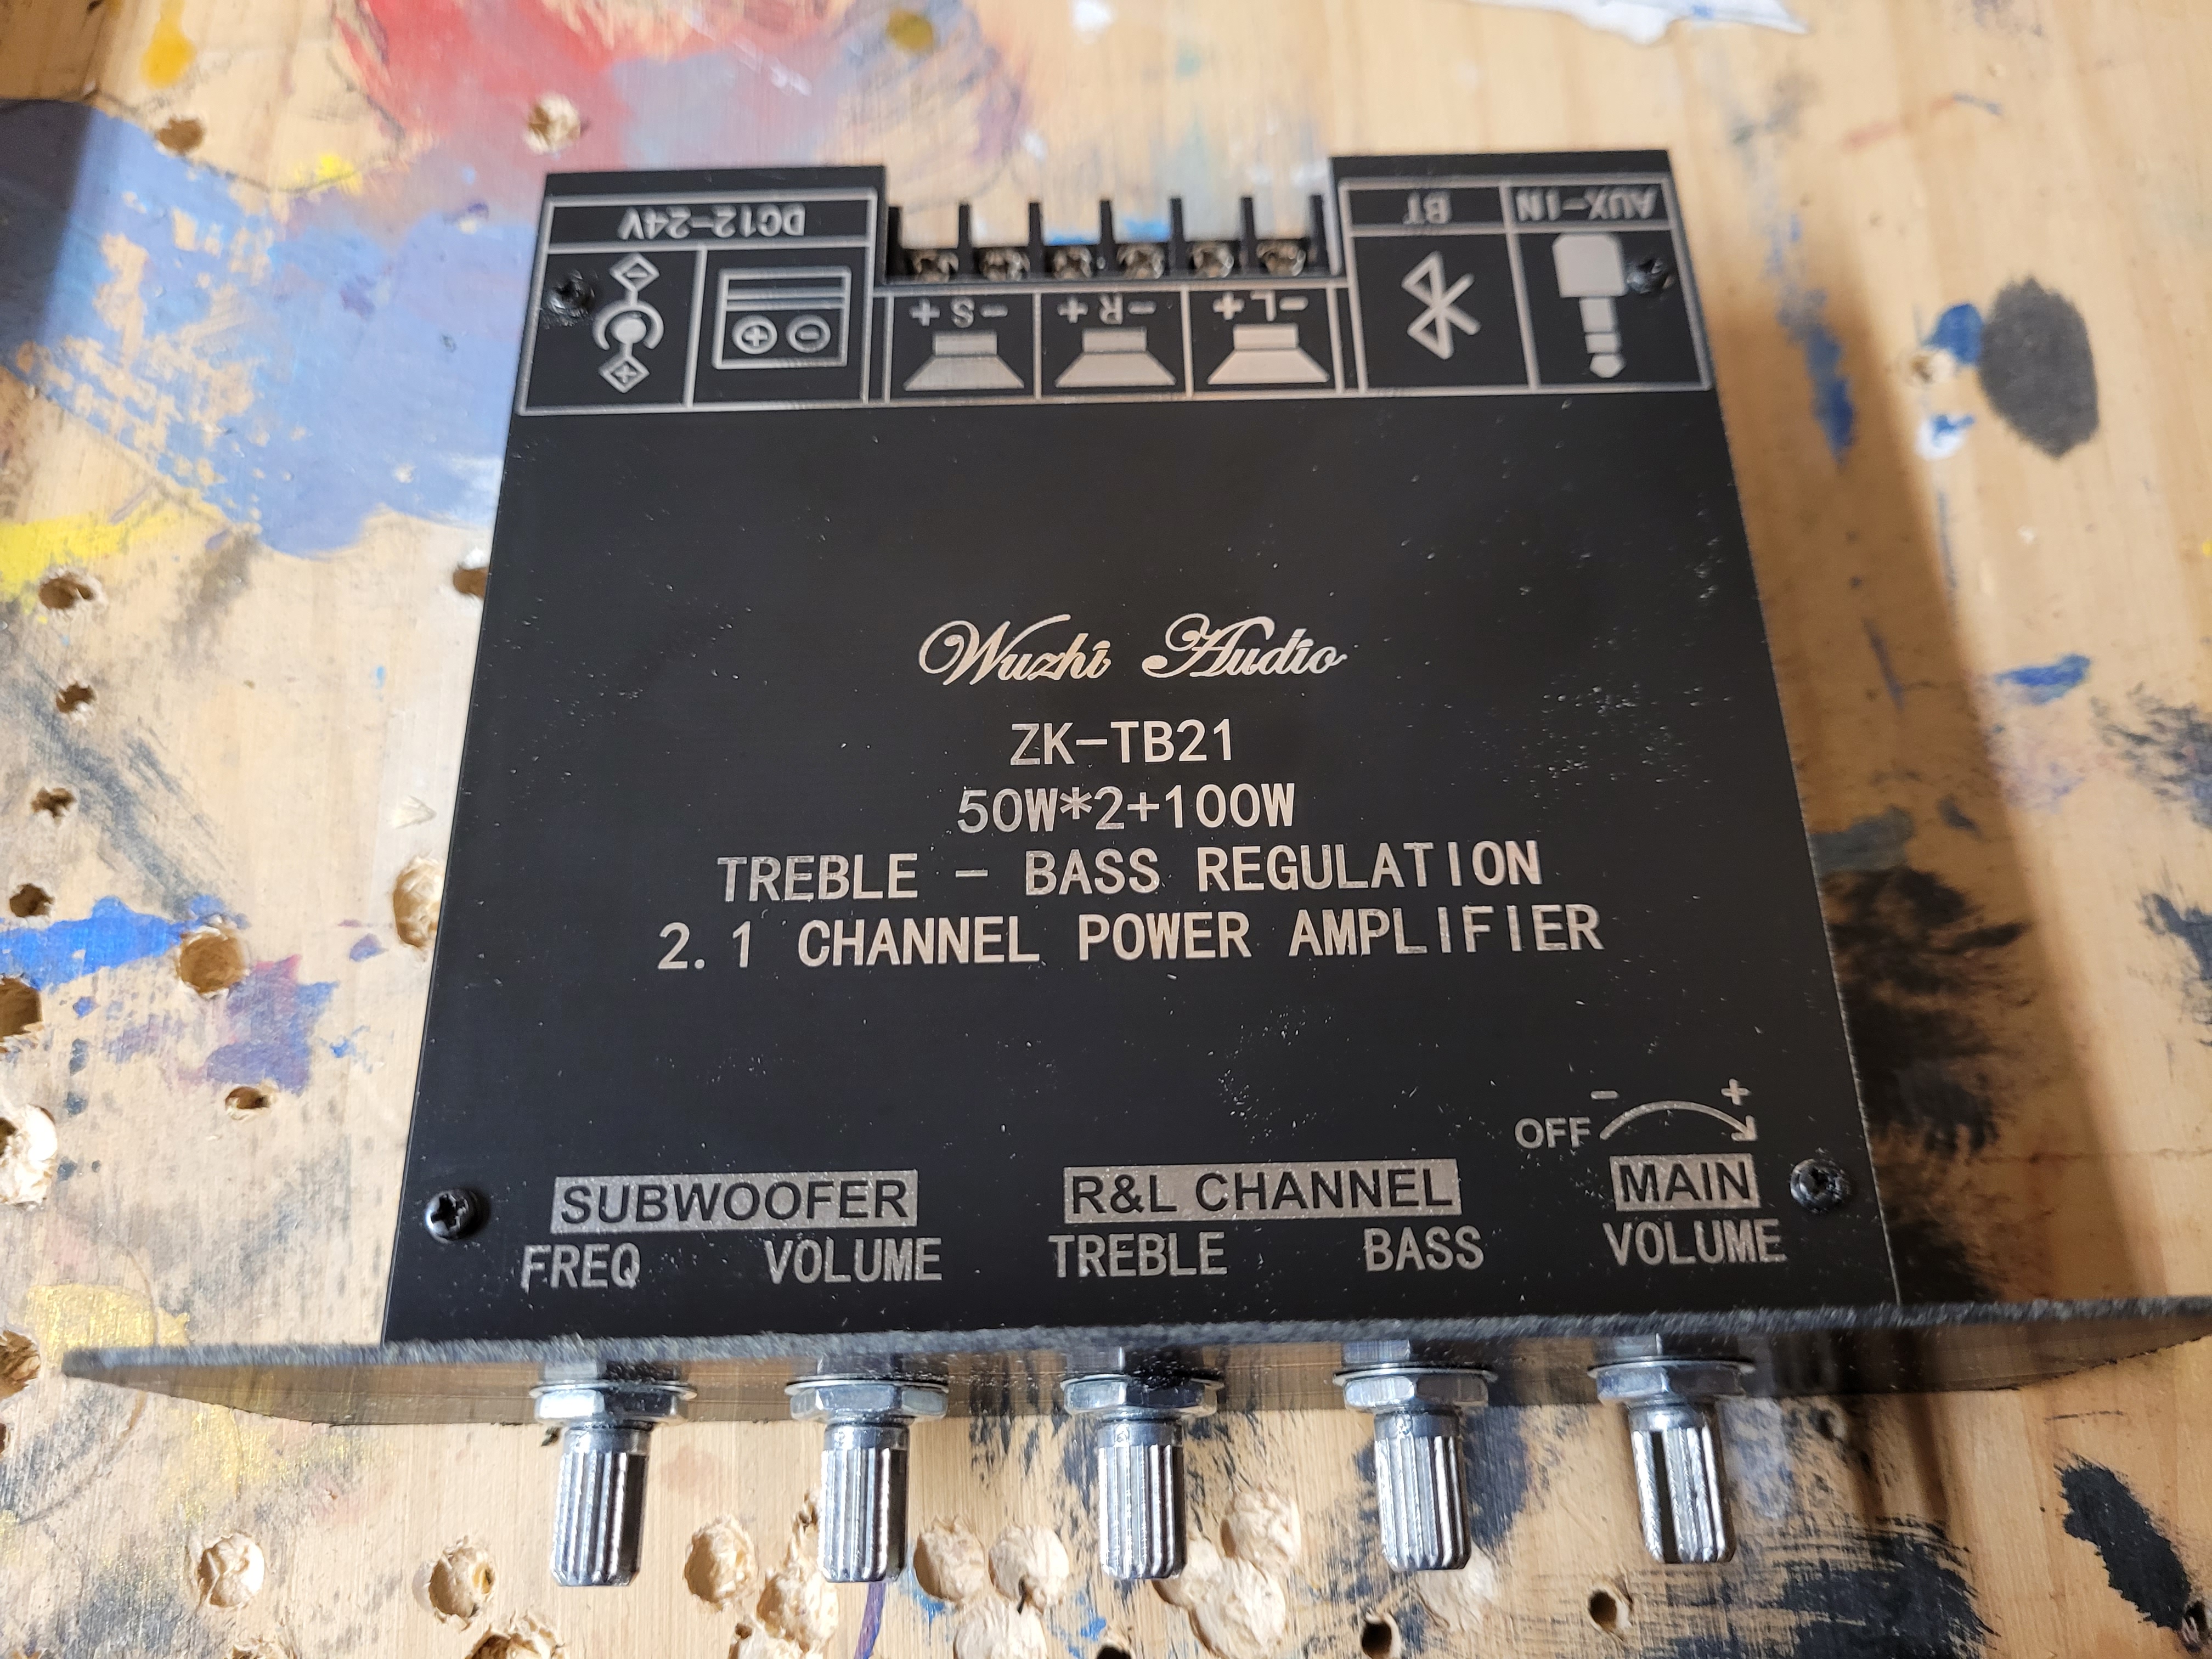 DC12-24V
BT
AUX-IN
+ S -
+ R -
+ L -
Wuzhi Audio
ZK-TB21
50W*2+100W
TREBLE - BASS REGULATION
2.1 CHANNEL POWER AMPLIFIER
- +
OFF
SUBWOOFER
R&L CHANNEL
MAIN
FREQ VOLUME TREBLE BASS VOLUME